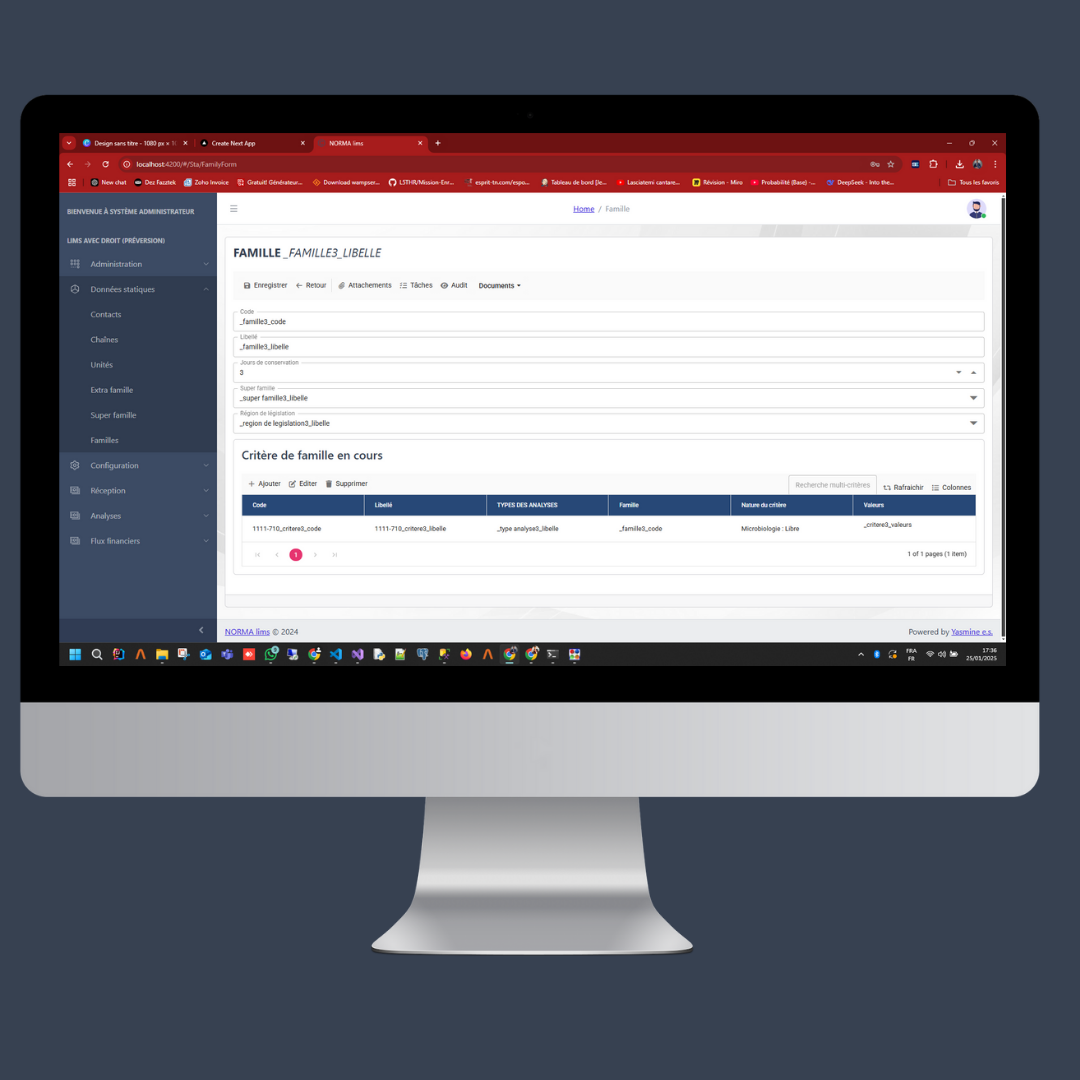 Design sans titre - 1080 px × 10
Create Next App
NORMA lims
localhost:4200/#/Sta/FamilyForm
New chat
Dez Fazztek
Zoho Invoice
Gratuit! Générateur...
Download wampser...
L5THR/Mission-Enr...
esprit-tn.com/espo...
Tableau de bord [le...
Lasciatemi cantare...
Révision - Miro
Probabilité (Base) -...
DeepSeek - Into the...
Tous les favoris
BIENVENUE À SYSTÈME ADMINISTRATEUR
LIMS AVEC DROIT (PRÉVERSION)
Administration
Données statiques
Contacts
Chaînes
Unités
Extra famille
Super famille
Familles
Configuration
Réception
Analyses
Flux financiers
Home / Famille
FAMILLE _FAMILLE3_LIBELLE
Enregistrer Retour Attachements Tâches Audit Documents
Code
_famille3_code
Libellé
_famille3_libelle
Jours de conservation
3
Super famille
_super famille3_libelle
Région de législation
_region de legislation3_libelle
Critère de famille en cours
Ajouter Editer Supprimer Recherche multi-critères Rafraichir Colonnes
Code Libellé TYPES DES ANALYSES Famille Nature du critère Valeurs
1111-710_critere3_code 1111-710_critere3_libelle _type analyse3_libelle _famille3_code Microbiologie : Libre _critere3_valeurs
1 1 of 1 pages (1 item)
NORMA lims © 2024 Powered by Yasmine e.s.
FRA
FR
17:36
25/01/2025